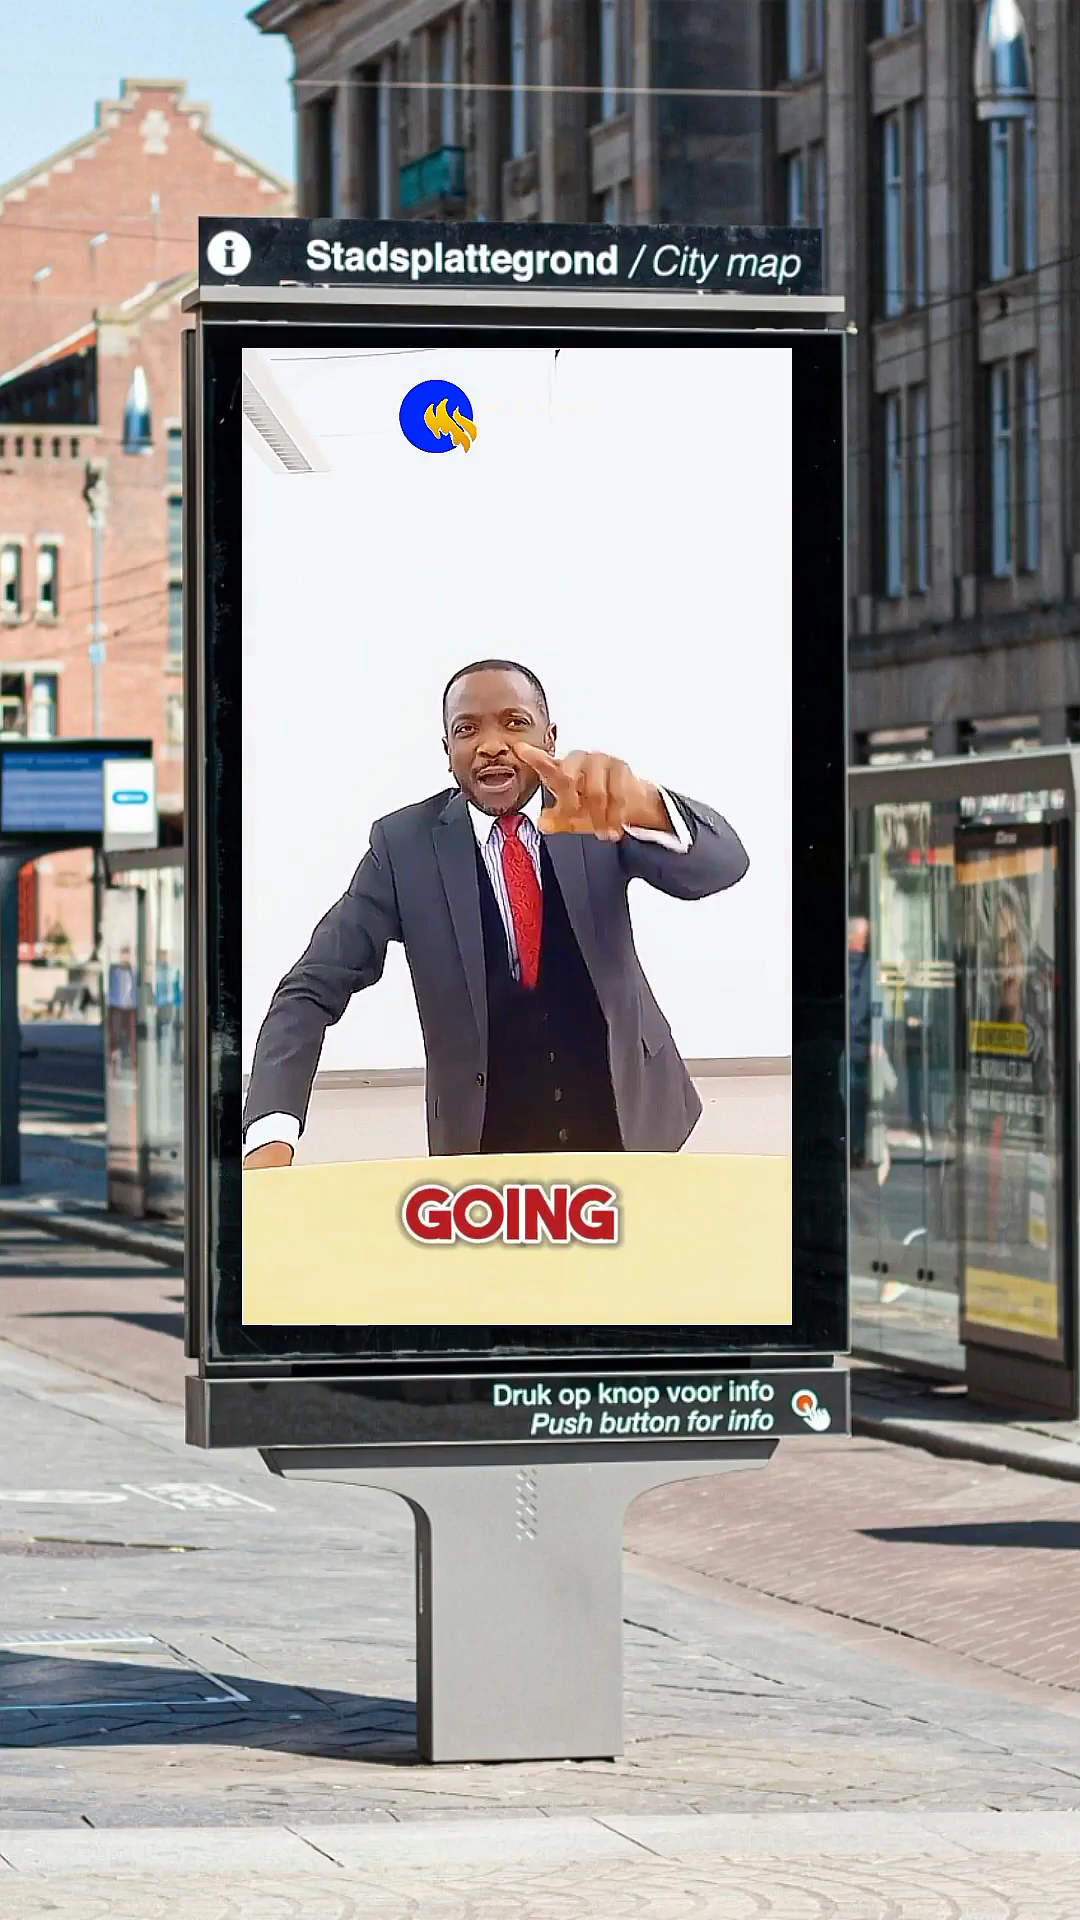 i
Stadsplattegrond / City map
GOING
Druk op knop voor info
Push button for info